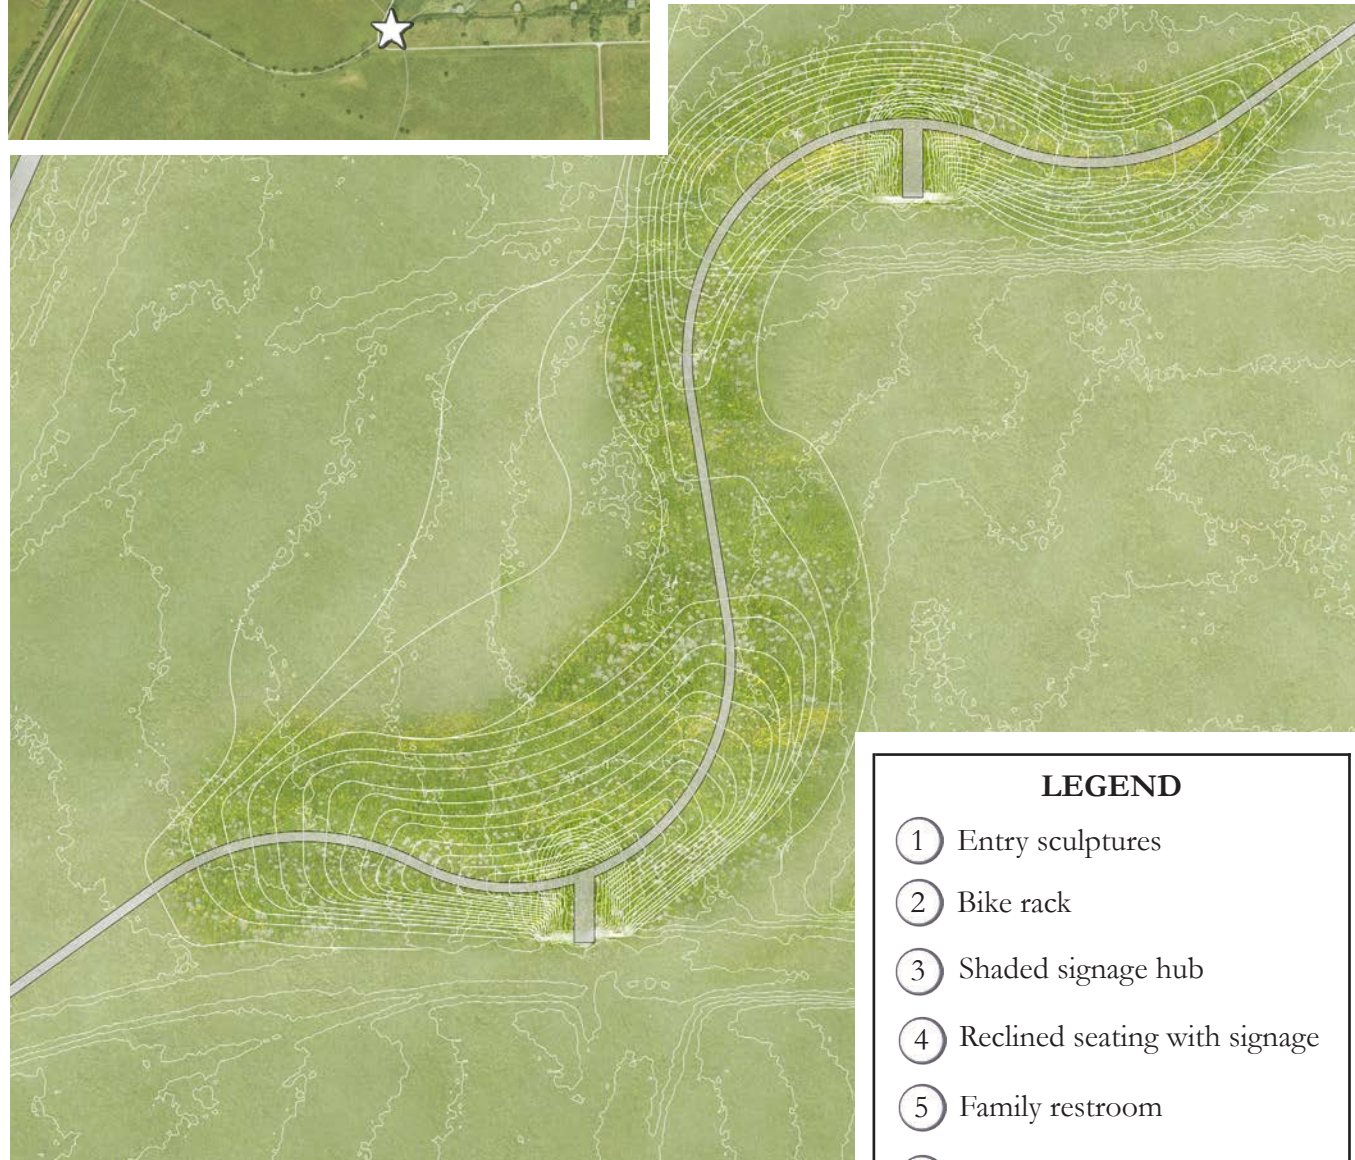 LEGEND
1 Entry sculptures
2 Bike rack
3 Shaded signage hub
4 Reclined seating with signage
5 Family restroom